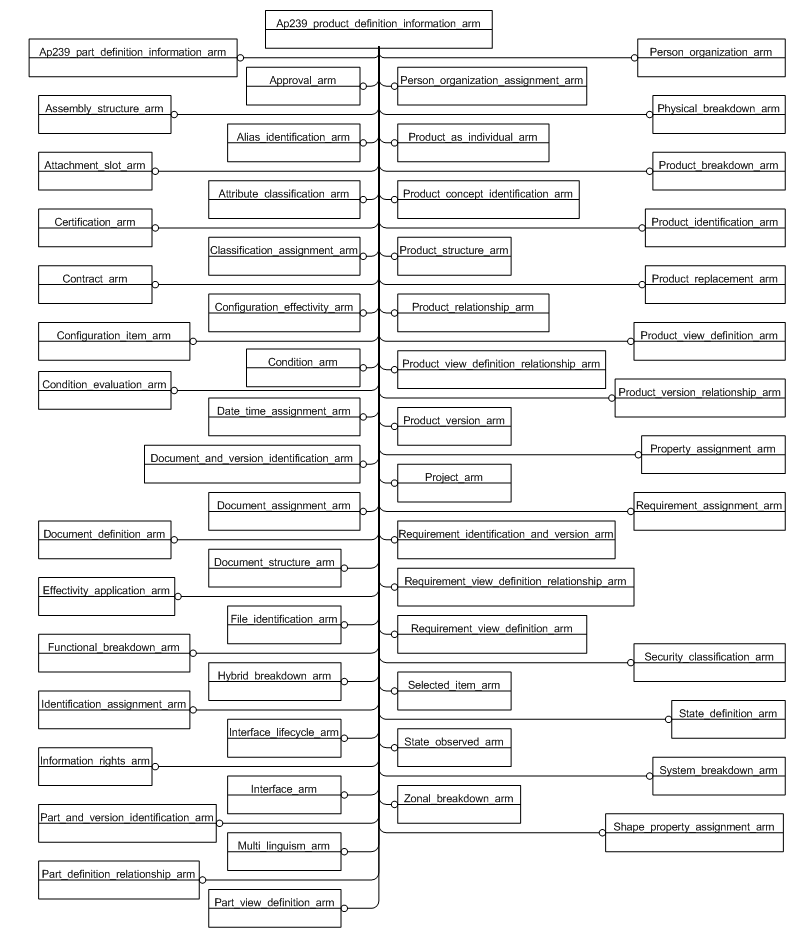 Ap239_product_definition_information_arm
Ap239_part_definition_information_arm
Person_organization_arm
Approval_arm
Person_organization_assignment_arm
Assembly_structure_arm
Physical_breakdown_arm
Alias_identification_arm
Product_as_individual_arm
Attachment_slot_arm
Product_breakdown_arm
Attribute_classification_arm
Product_concept_identification_arm
Certification_arm
Product_identification_arm
Classification_assignment_arm
Product_structure_arm
Contract_arm
Product_replacement_arm
Configuration_effectivity_arm
Product_relationship_arm
Configuration_item_arm
Product_view_definition_arm
Condition_arm
Product_view_definition_relationship_arm
Condition_evaluation_arm
Product_version_relationship_arm
Date_time_assignment_arm
Product_version_arm
Document_and_version_identification_arm
Property_assignment_arm
Project_arm
Document_assignment_arm
Requirement_assignment_arm
Document_definition_arm
Requirement_identification_and_version_arm
Document_structure_arm
Effectivity_application_arm
Requirement_view_definition_relationship_arm
File_identification_arm
Requirement_view_definition_arm
Functional_breakdown_arm
Security_classification_arm
Hybrid_breakdown_arm
Selected_item_arm
Identification_assignment_arm
State_definition_arm
Interface_lifecycle_arm
State_observed_arm
Information_rights_arm
System_breakdown_arm
Interface_arm
Zonal_breakdown_arm
Part_and_version_identification_arm
Shape_property_assignment_arm
Multi_linguism_arm
Part_definition_relationship_arm
Part_view_definition_arm